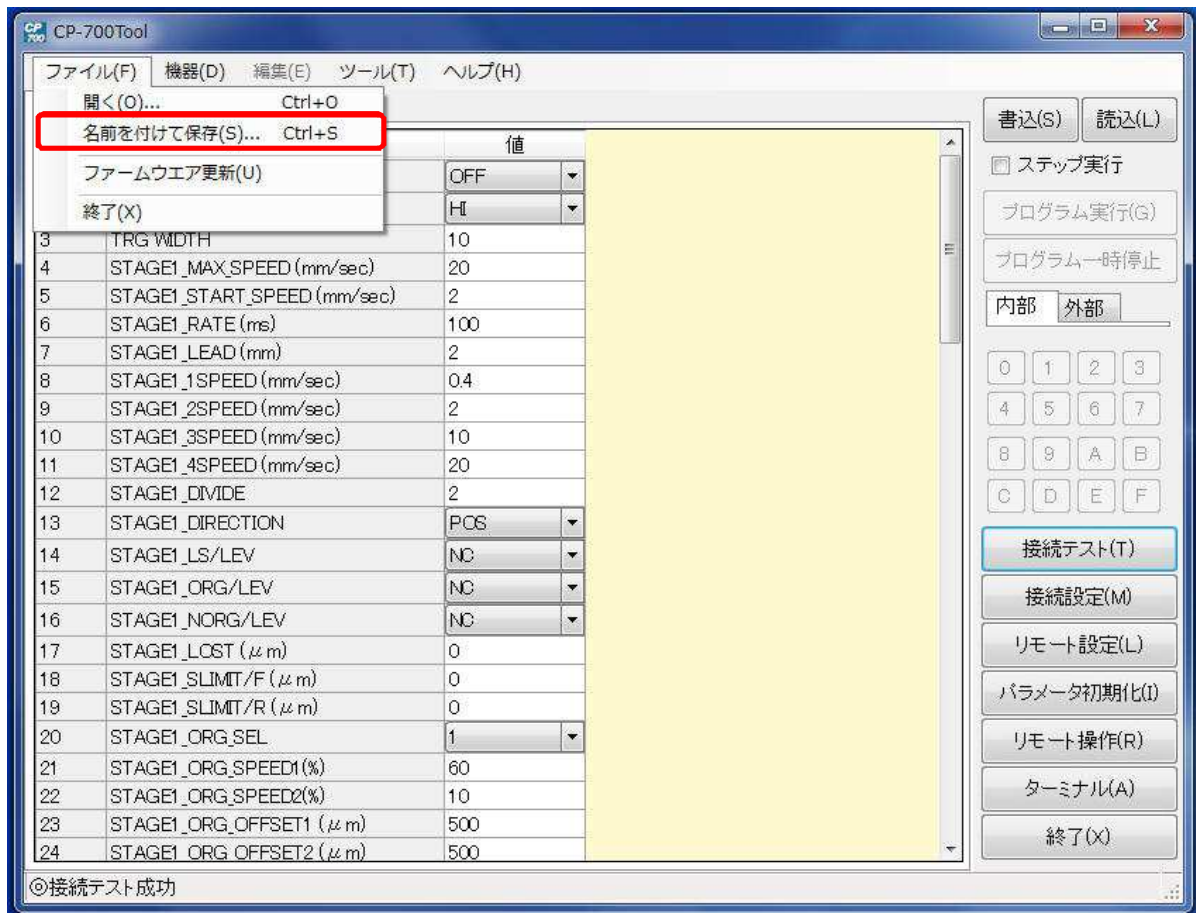 CP-700Tool
ファイル(F) 機器(D) 編集(E) ツール(T) ヘルプ(H)
開く(O)... Ctrl+O
名前を付けて保存(S)... Ctrl+S
ファームウエア更新(U)
終了(X)
値
OFF
HI
3 TRG WIDTH 10
4 STAGE1_MAX_SPEED(mm/sec) 20
5 STAGE1_START_SPEED(mm/sec) 2
6 STAGE1_RATE(ms) 100
7 STAGE1_LEAD(mm) 2
8 STAGE1_1SPEED(mm/sec) 0.4
9 STAGE1_2SPEED(mm/sec) 2
10 STAGE1_3SPEED(mm/sec) 10
11 STAGE1_4SPEED(mm/sec) 20
12 STAGE1_DIVIDE 2
13 STAGE1_DIRECTION POS
14 STAGE1_LS/LEV NC
15 STAGE1_ORG/LEV NC
16 STAGE1_NORG/LEV NC
17 STAGE1_LOST(μm) 0
18 STAGE1_SLIMIT/F(μm) 0
19 STAGE1_SLIMIT/R(μm) 0
20 STAGE1_ORG_SEL 1
21 STAGE1_ORG_SPEED1(%) 60
22 STAGE1_ORG_SPEED2(%) 10
23 STAGE1_ORG_OFFSET1(μm) 500
24 STAGE1_ORG_OFFSET2(μm) 500
書込(S) 読込(L)
ステップ実行
プログラム実行(G)
プログラム一時停止
内部 外部
0 1 2 3
4 5 6 7
8 9 A B
C D E F
接続テスト(T)
接続設定(M)
リモート設定(L)
パラメータ初期化(I)
リモート操作(R)
ターミナル(A)
終了(X)
◎接続テスト成功